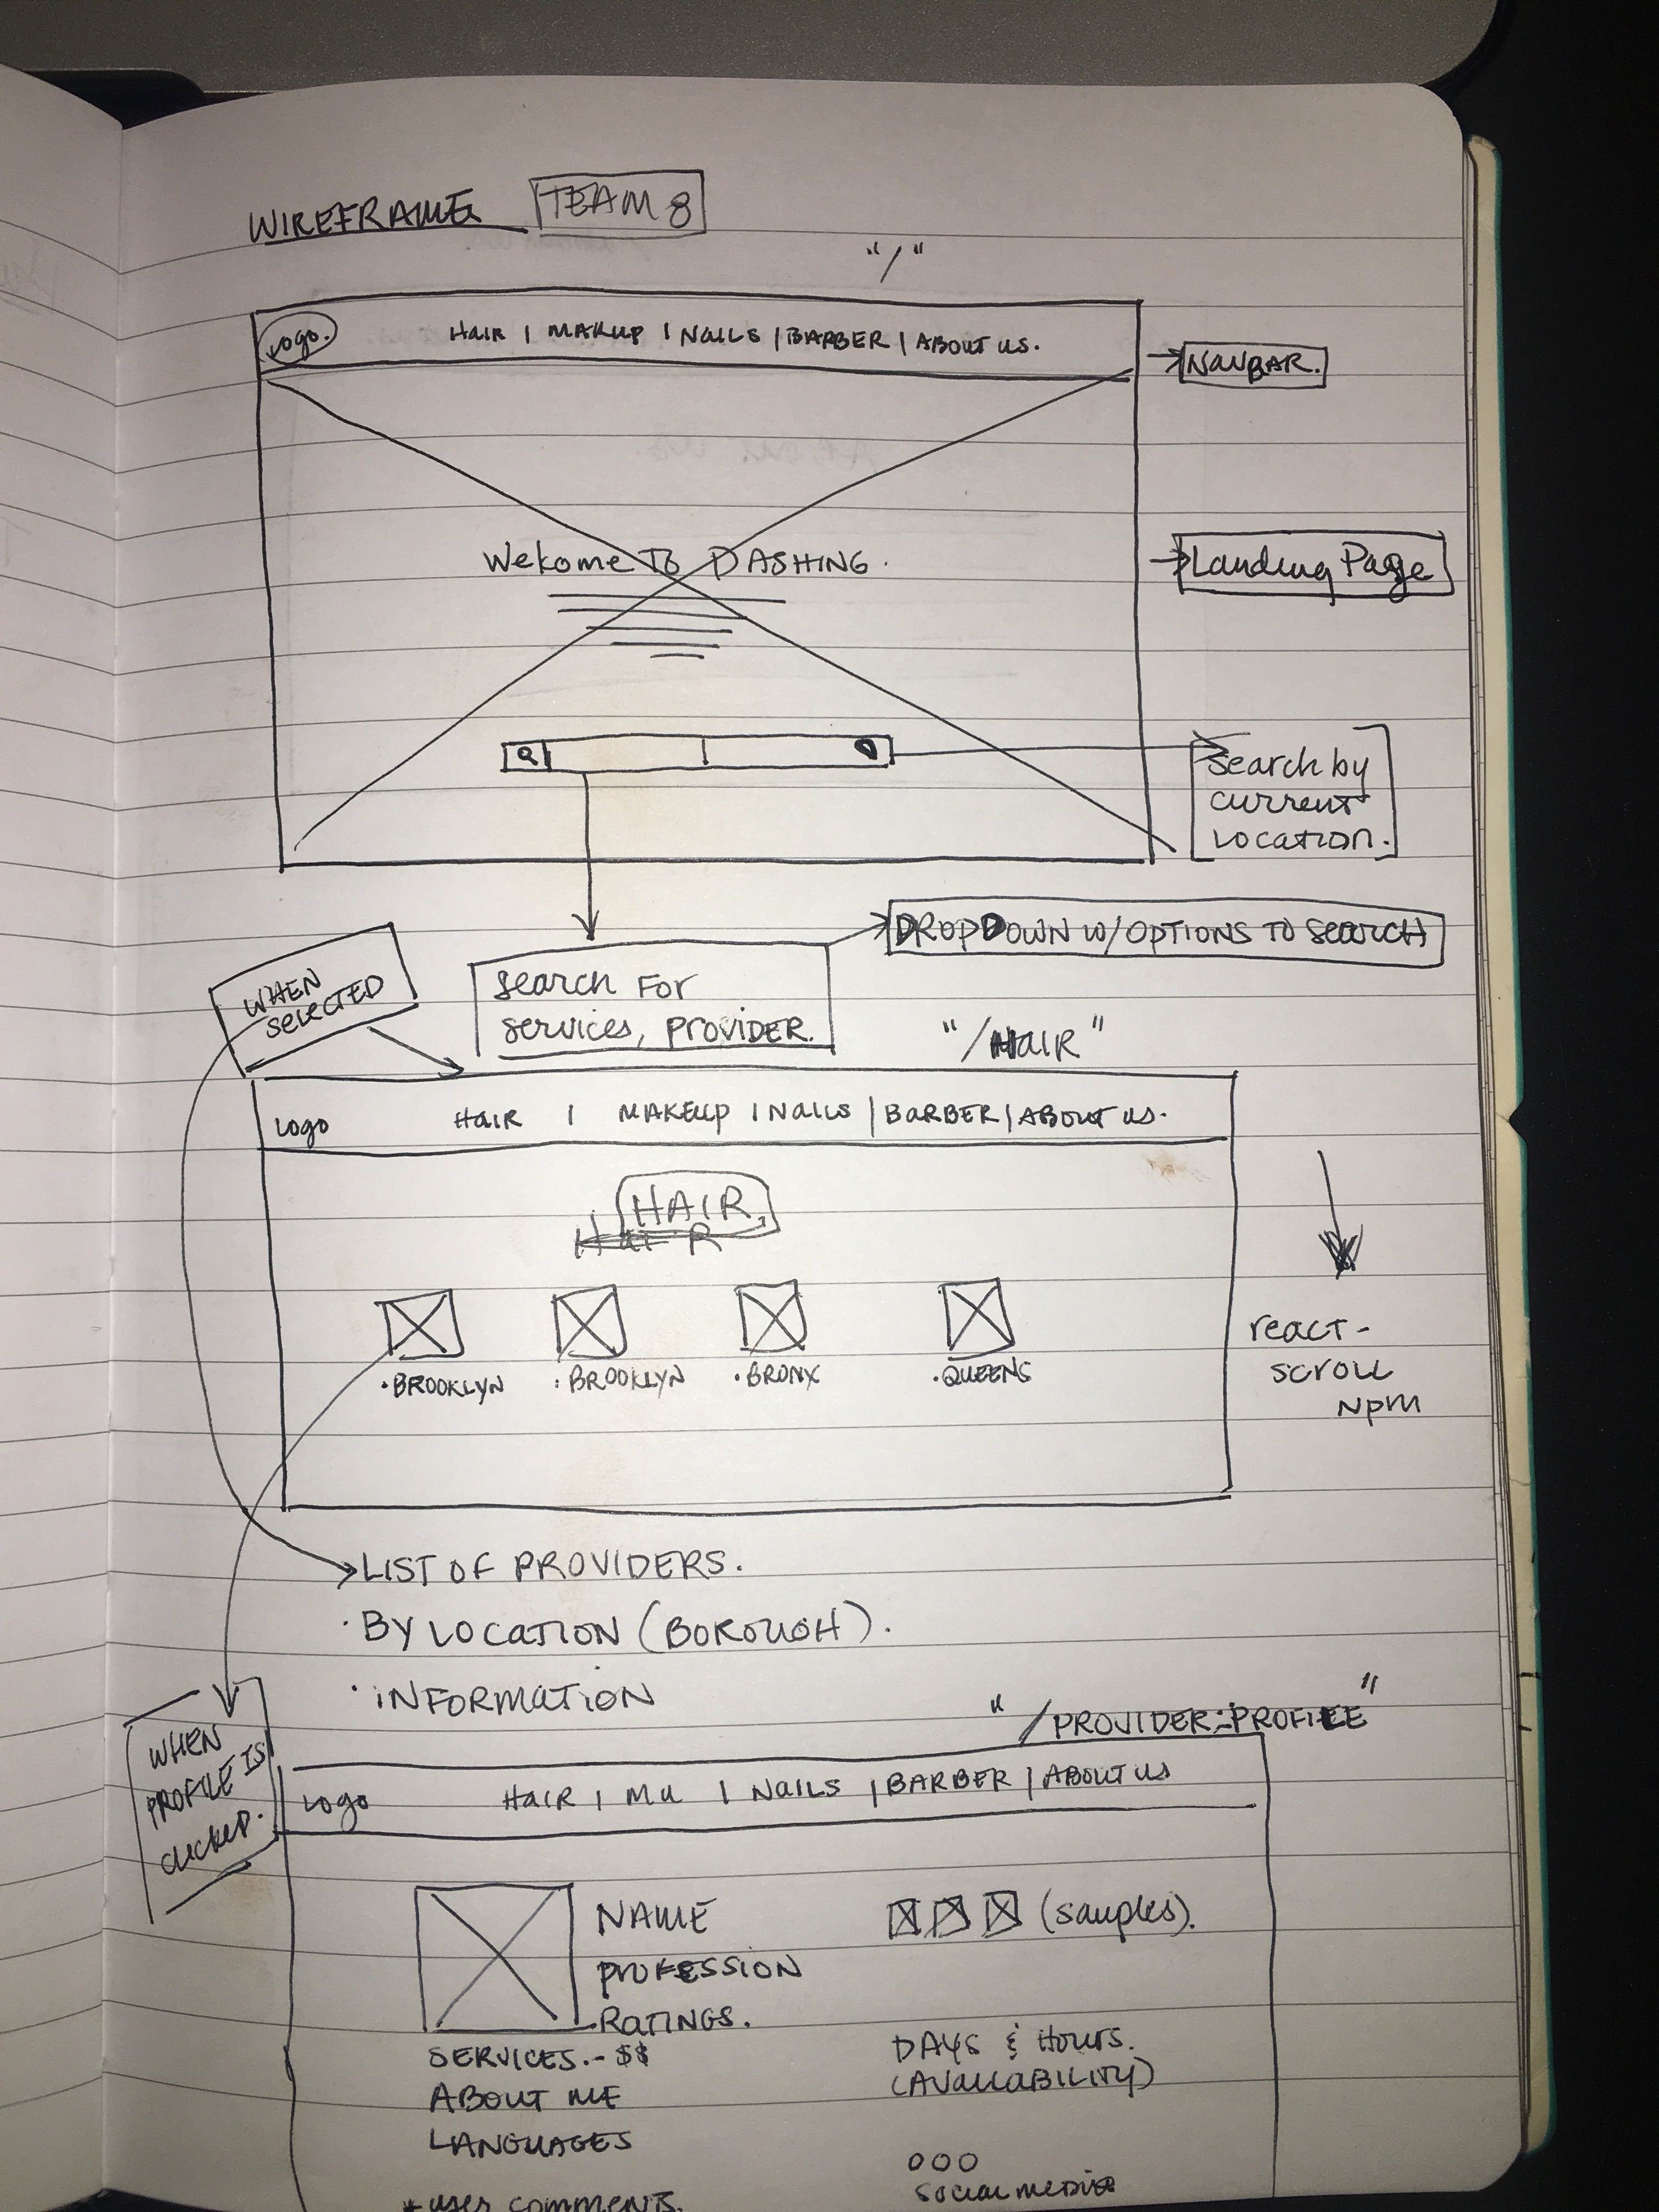 WIREFRAME TEAM 8
"/"
Logo. Hair | MAKEUP | Nails | BARBER | ABOUT US.
NavBAR.
Welcome To DASHING.
Landing Page
Search by
current
Location.
DROPDOWN W/OPTIONS TO SEARCH
WHEN
SELECTED
Search For
services, PROVIDER.
"/HAIR"
Logo Hair | MAKEUP | Nails | BARBER | ABOUT US.
HAIR
HaiR
BROOKLYN
BROOKLYN
BRONX
QUEENS
react-
scroll
npm
LIST OF PROVIDERS.
· BY LOCATION (BOROUGH).
· INFORMATION
"/PROVIDER-PROFILE"
WHEN
PROFILE IS
CLICKED.
Logo Hair | MU | Nails | BARBER | ABOUT US
NAME
PROFESSION
RATINGS.
(samples).
SERVICES.- $$
ABOUT ME
LANGUAGES
DAYS & HOURS.
(AVAILABILITY)
social media
* user comments.